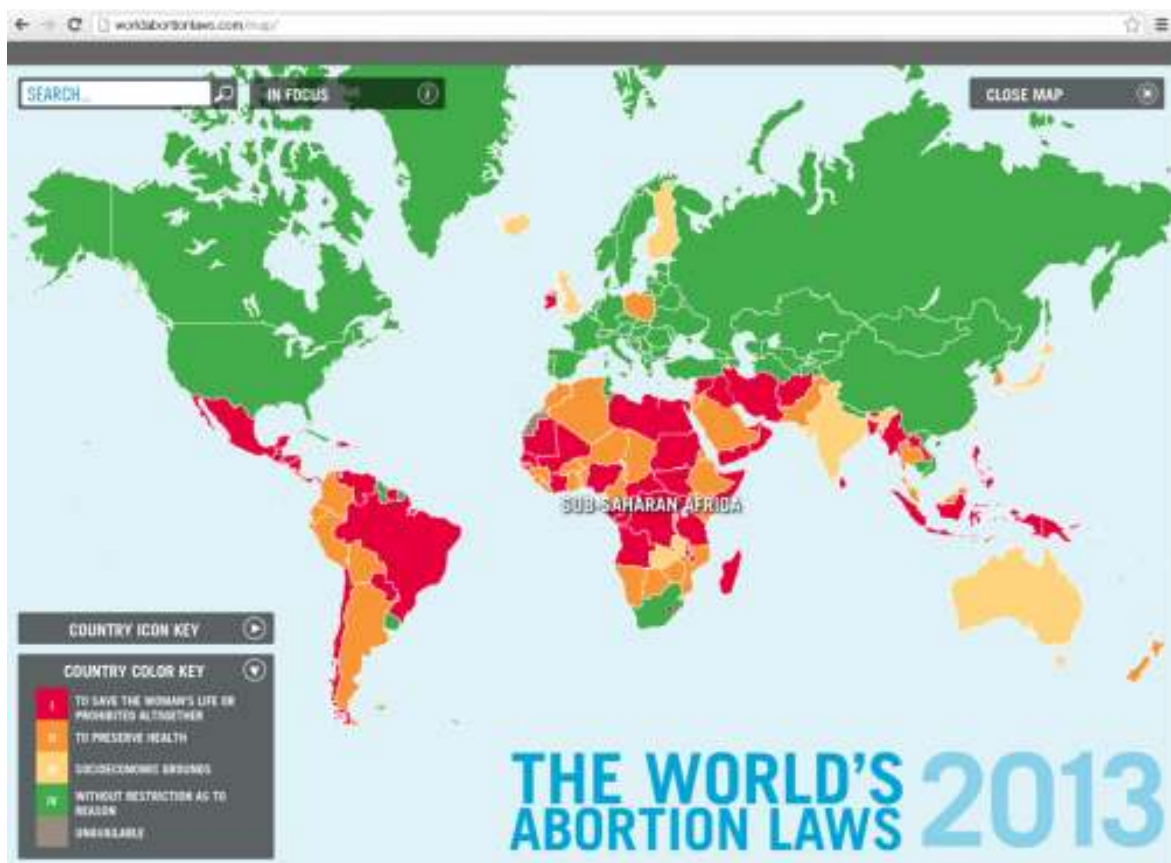 worldabortionlaws.com/map/
SEARCH...
IN FOCUS
i
CLOSE MAP
SUB-SAHARAN AFRICA
COUNTRY ICON KEY
COUNTRY COLOR KEY
I TO SAVE THE WOMAN'S LIFE OR
PROHIBITED ALTOGETHER
II TO PRESERVE HEALTH
III SOCIOECONOMIC GROUNDS
IV WITHOUT RESTRICTION AS TO
REASON
UNAVAILABLE
THE WORLD'S
ABORTION LAWS
2013